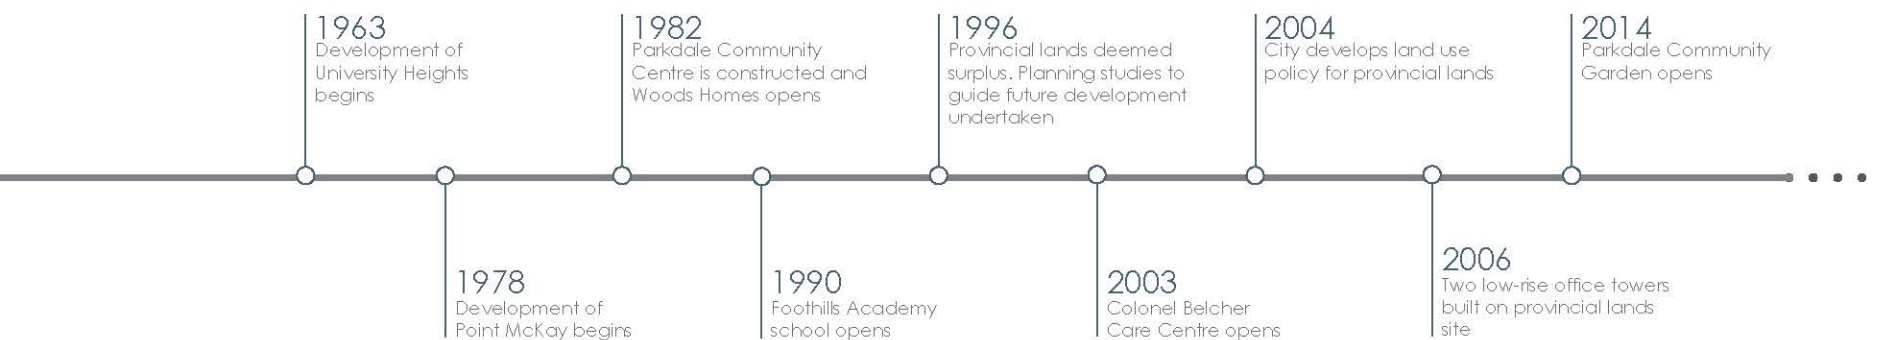 1963
Development of
University Heights
begins
1978
Development of
Point McKay begins
1982
Parkdale Community
Centre is constructed and
Woods Homes opens
1990
Foothills Academy
school opens
1996
Provincial lands deemed
surplus. Planning studies to
guide future development
undertaken
2003
Colonel Belcher
Care Centre opens
2004
City develops land use
policy for provincial lands
2006
Two low-rise office towers
built on provincial lands
site
2014
Parkdale Community
Garden opens